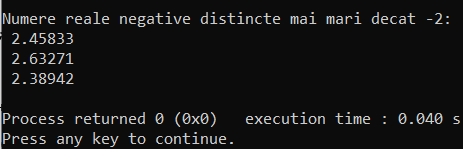 Numere reale negative distincte mai mari decat -2:
2.45833
2.63271
2.38942
Process returned 0 (0x0)   execution time : 0.040 s
Press any key to continue.